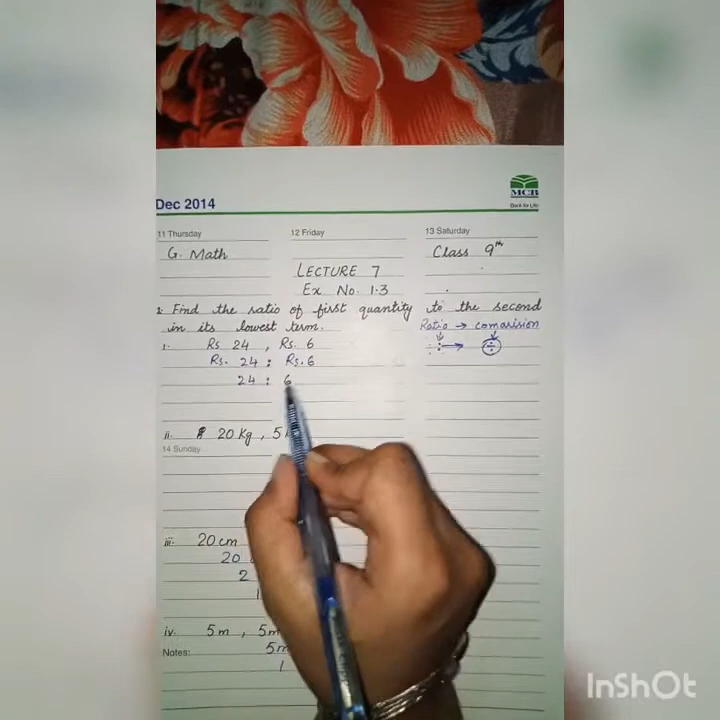 MCB
Bank for Life
Dec 2014
11 Thursday
12 Friday
13 Saturday
G. Math
Class 9th
LECTURE 7
Ex No. 1.3
1. Find the ratio of first quantity to the second
in its lowest term.
Ratio → comarision
i. Rs 24 , Rs. 6
: → ÷
Rs. 24 : Rs. 6
24 : 6
ii. 20 Kg , 5
14 Sunday
iii. 20 cm
20
2
1
iv. 5m , 5m
Notes:
5m
1
InShOt